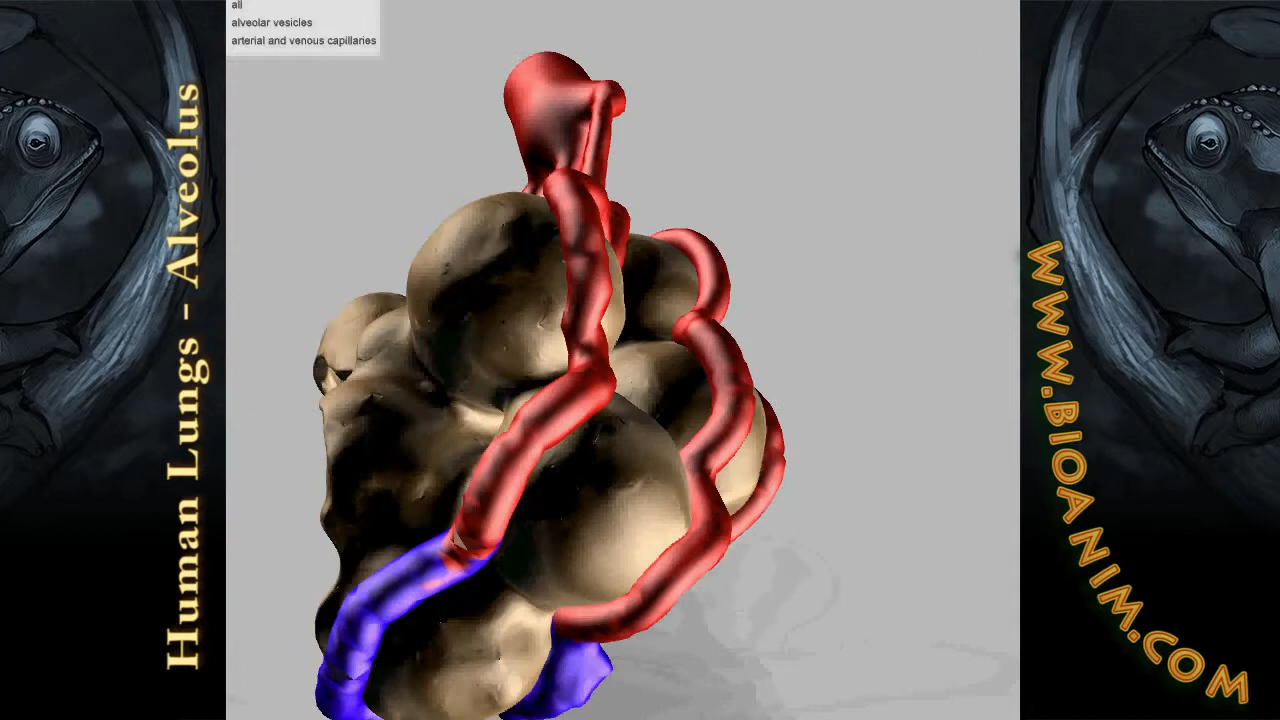 all
alveolar vesicles
arterial and venous capillaries
Human Lungs - Alveolus
WWW.BIOANIM.COM